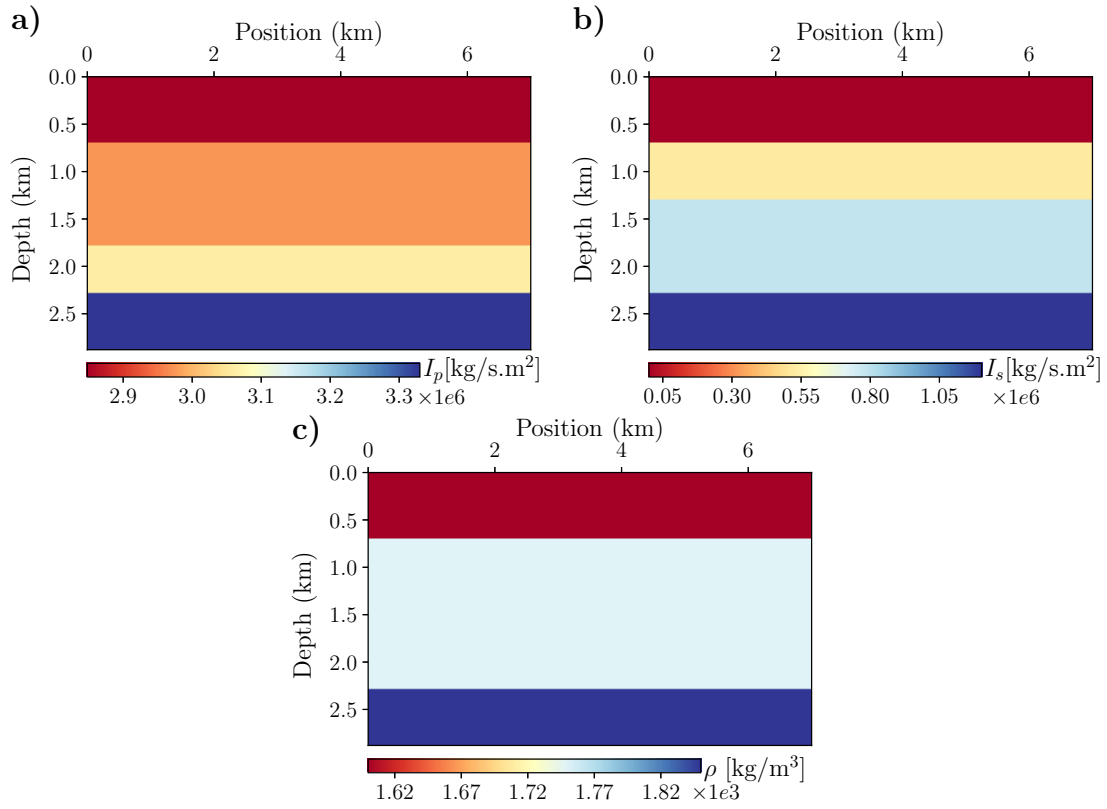 a)
Position (km)
0 2 4 6
0.0
0.5
1.0
1.5
2.0
2.5
Depth (km)
I_p[kg/s.m²]
2.9 3.0 3.1 3.2 3.3 ×1e6
b)
Position (km)
0 2 4 6
0.0
0.5
1.0
1.5
2.0
2.5
Depth (km)
I_s[kg/s.m²]
0.05 0.30 0.55 0.80 1.05 ×1e6
c)
Position (km)
0 2 4 6
0.0
0.5
1.0
1.5
2.0
2.5
Depth (km)
ρ [kg/m³]
1.62 1.67 1.72 1.77 1.82 ×1e3